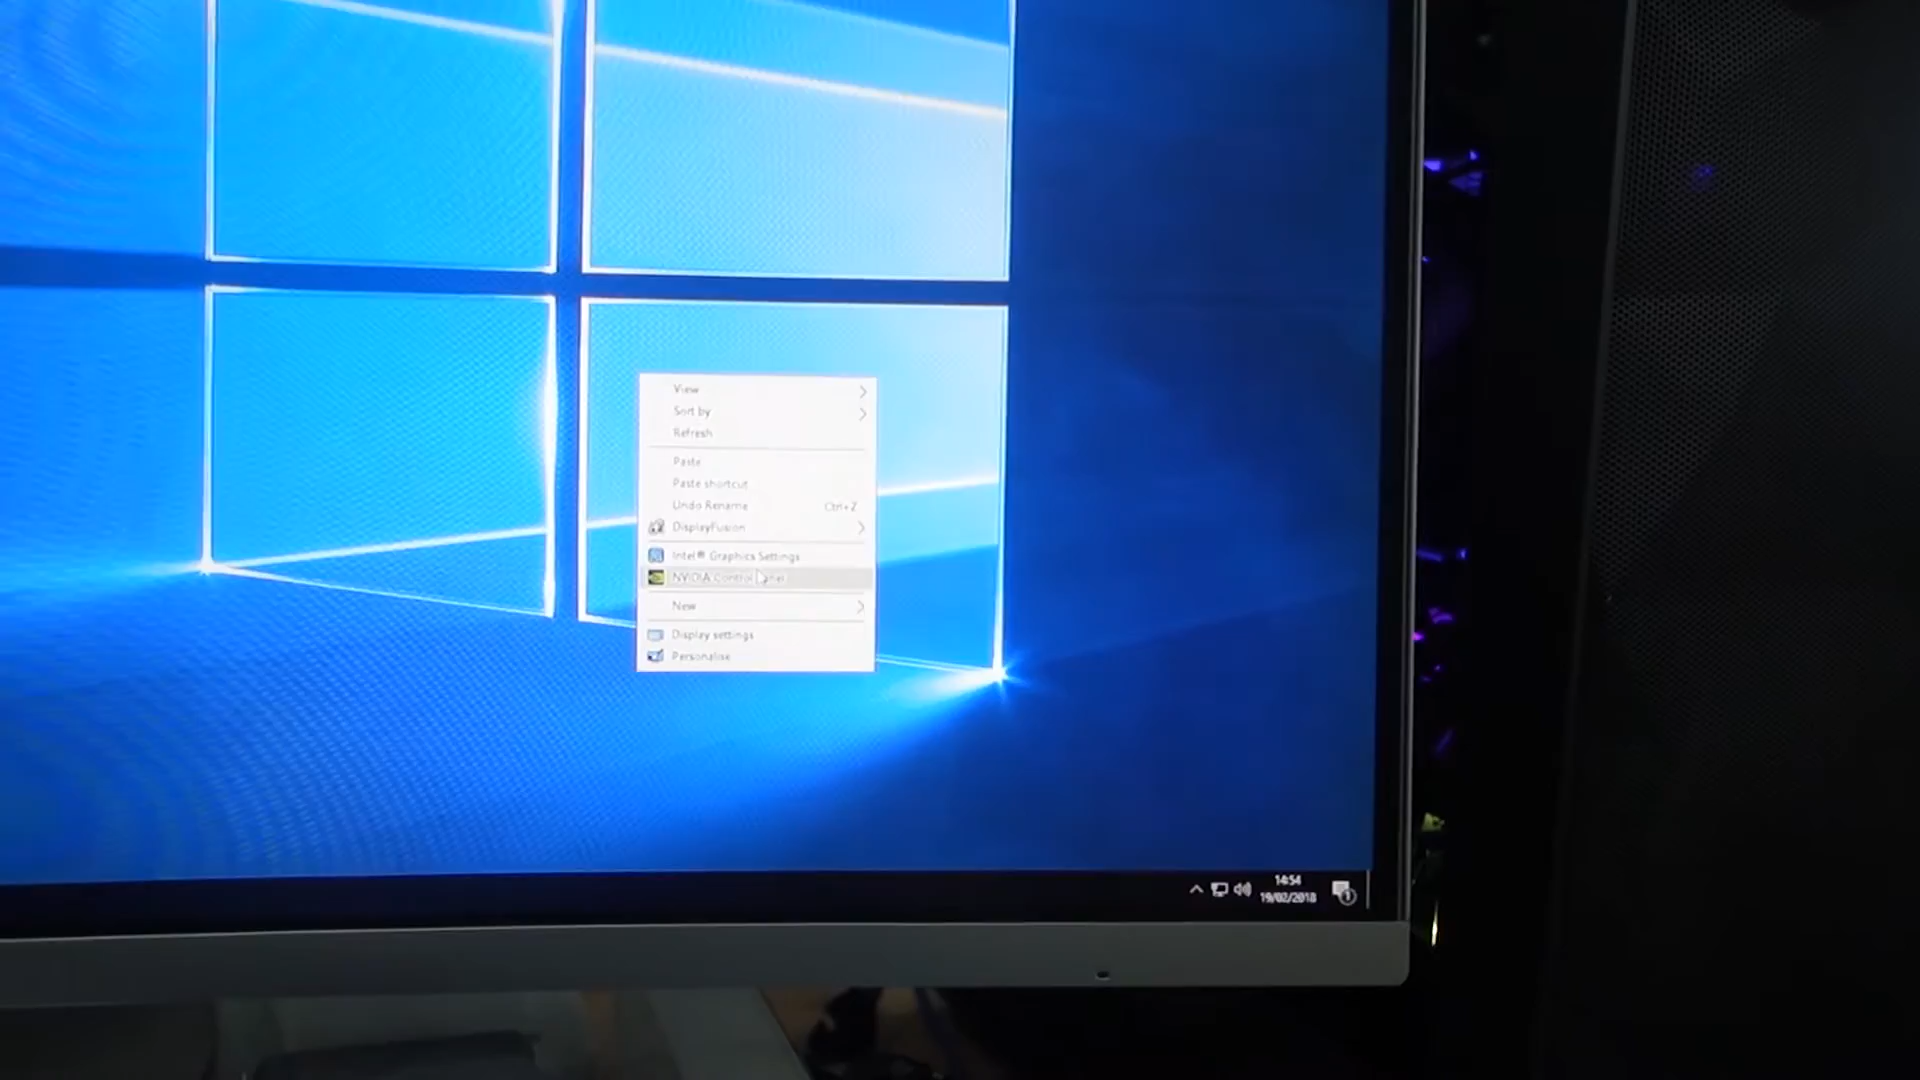 View
Sort by
Refresh
Paste
Paste shortcut
Undo Rename Ctrl+Z
DisplayFusion
Intel® Graphics Settings
NVIDIA Control Panel
New
Display settings
Personalise
14:54
19/02/2018
1